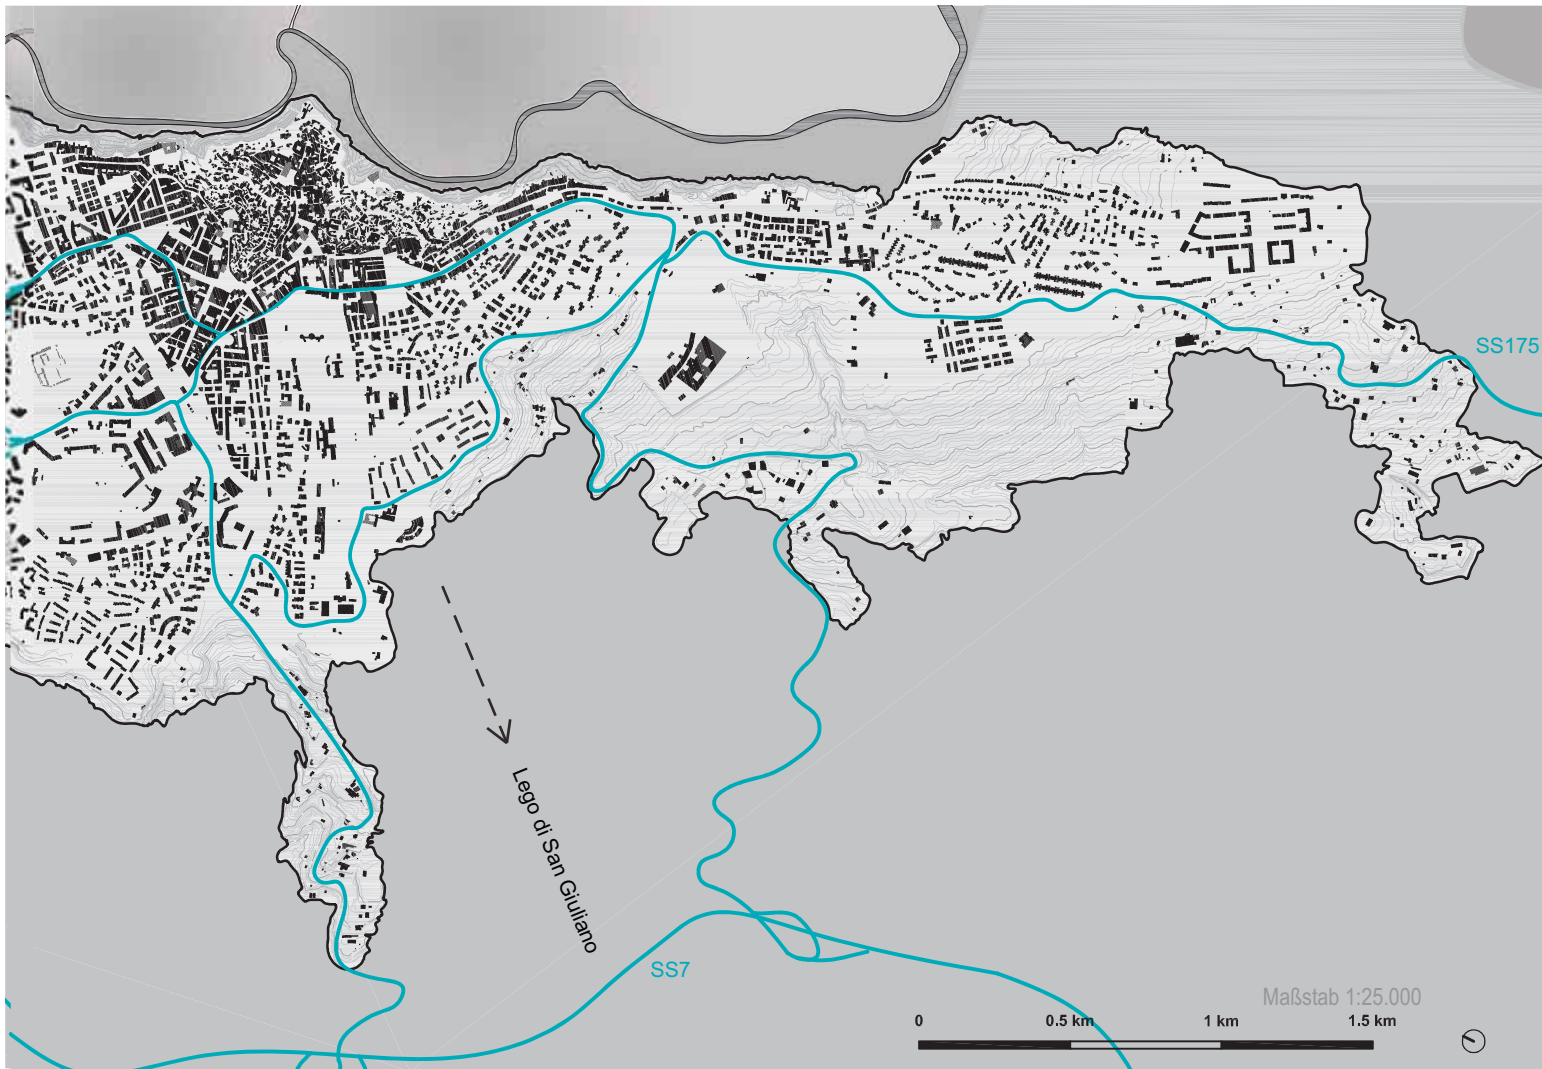 SS175
Lego di San Giuliano
SS7
Maßstab 1:25.000
0 0.5 km 1 km 1.5 km